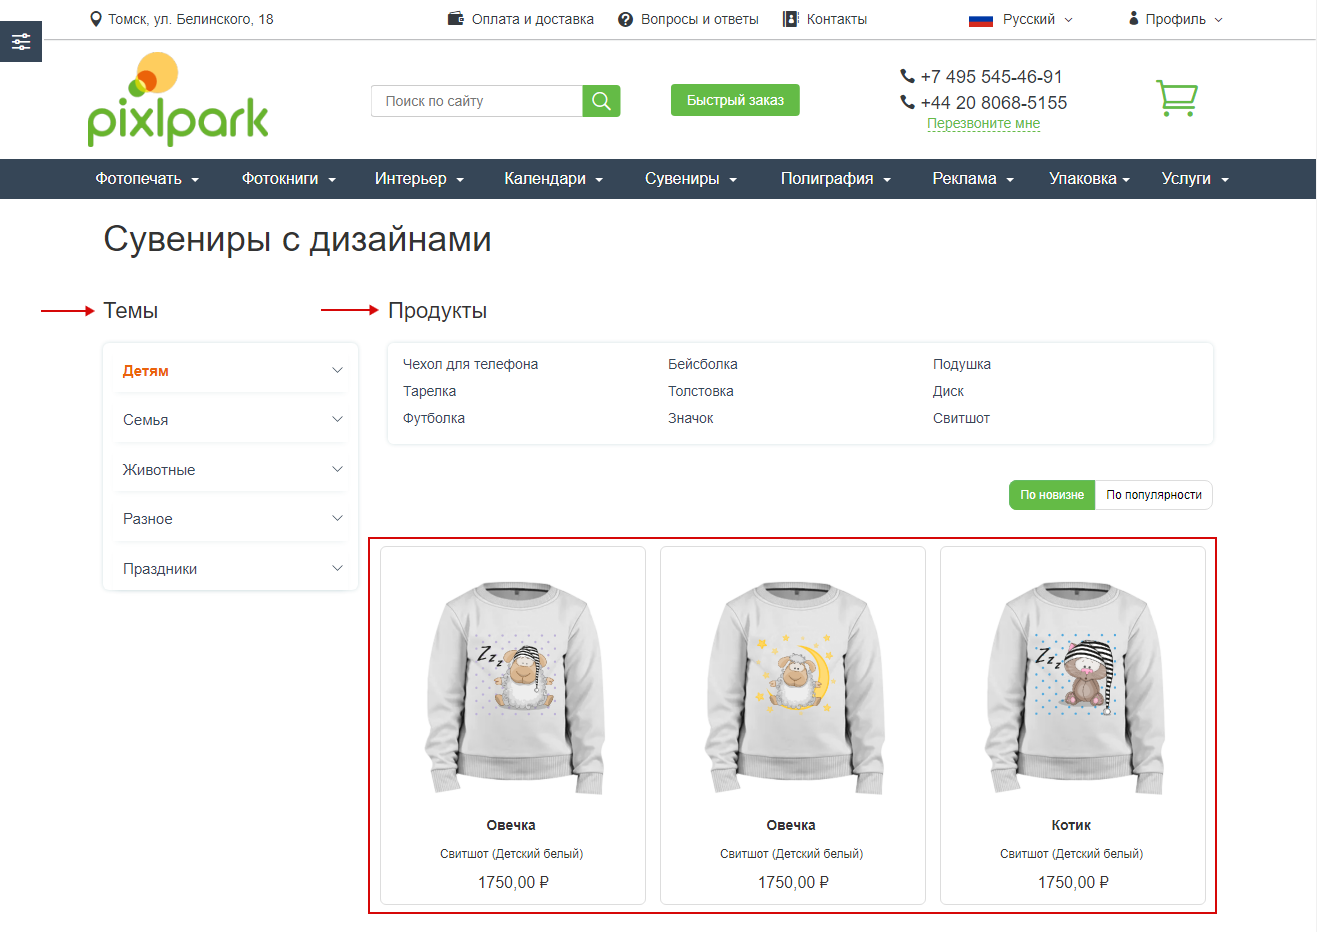 Томск, ул. Белинского, 18
Оплата и доставка
Вопросы и ответы
Контакты
Русский
Профиль
pixlpark
Поиск по сайту
Быстрый заказ
+7 495 545-46-91
+44 20 8068-5155
Перезвоните мне
Фотопечать
Фотокниги
Интерьер
Календари
Сувениры
Полиграфия
Реклама
Упаковка
Услуги
Сувениры с дизайнами
Темы
Детям
Семья
Животные
Разное
Праздники
Продукты
Чехол для телефона
Бейсболка
Подушка
Тарелка
Толстовка
Диск
Футболка
Значок
Свитшот
По новизне
По популярности
Zzz
Овечка
Свитшот (Детский белый)
1750,00 ₽
Овечка
Свитшот (Детский белый)
1750,00 ₽
Zzz
Котик
Свитшот (Детский белый)
1750,00 ₽